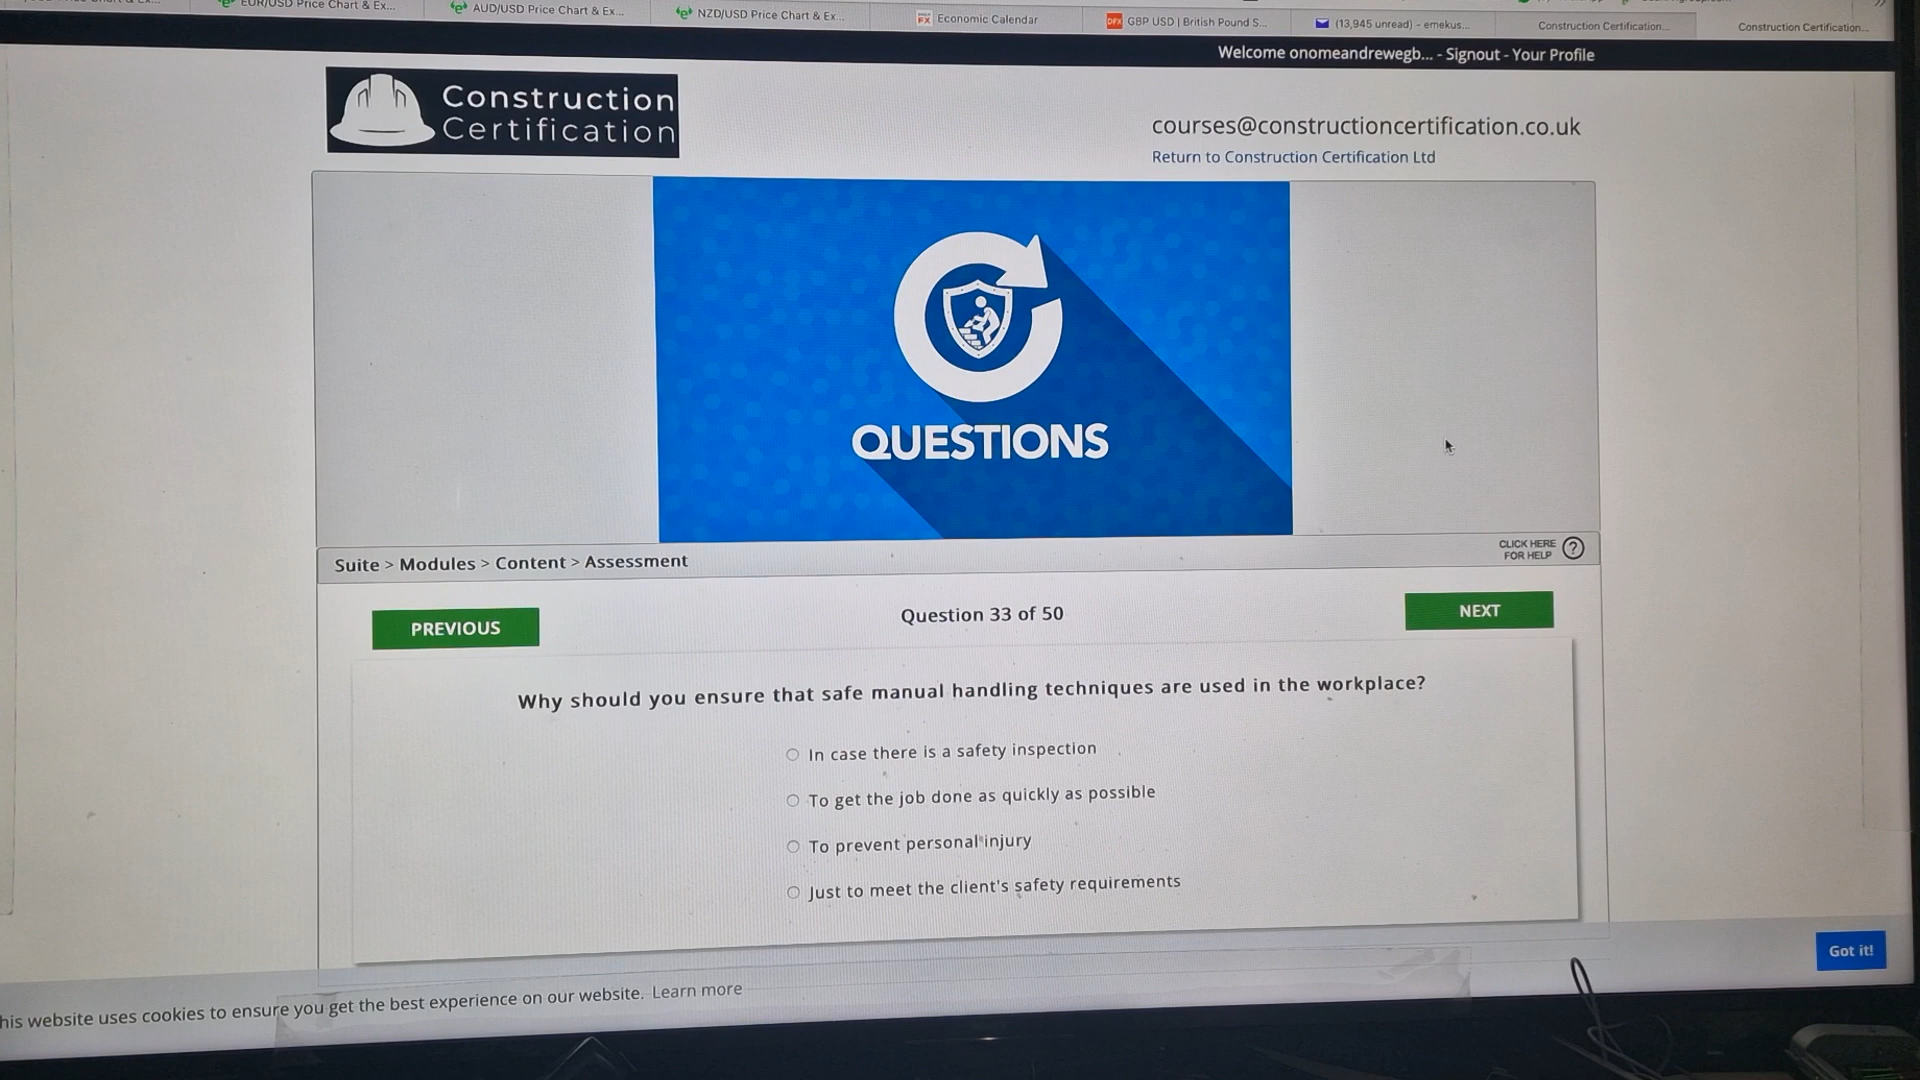 EUR/USD Price Chart & Ex...
AUD/USD Price Chart & Ex...
NZD/USD Price Chart & Ex...
FX Economic Calendar
DFX GBP USD | British Pound S...
(13,945 unread) - emekus...
Construction Certification...
Construction Certification...
Welcome onomeandrewegb... - Signout - Your Profile
Construction
Certification
courses@constructioncertification.co.uk
Return to Construction Certification Ltd
QUESTIONS
Suite > Modules > Content > Assessment
CLICK HERE
FOR HELP ?
PREVIOUS
Question 33 of 50
NEXT
Why should you ensure that safe manual handling techniques are used in the workplace?
In case there is a safety inspection
To get the job done as quickly as possible
To prevent personal injury
Just to meet the client's safety requirements
Got it!
his website uses cookies to ensure you get the best experience on our website. Learn more